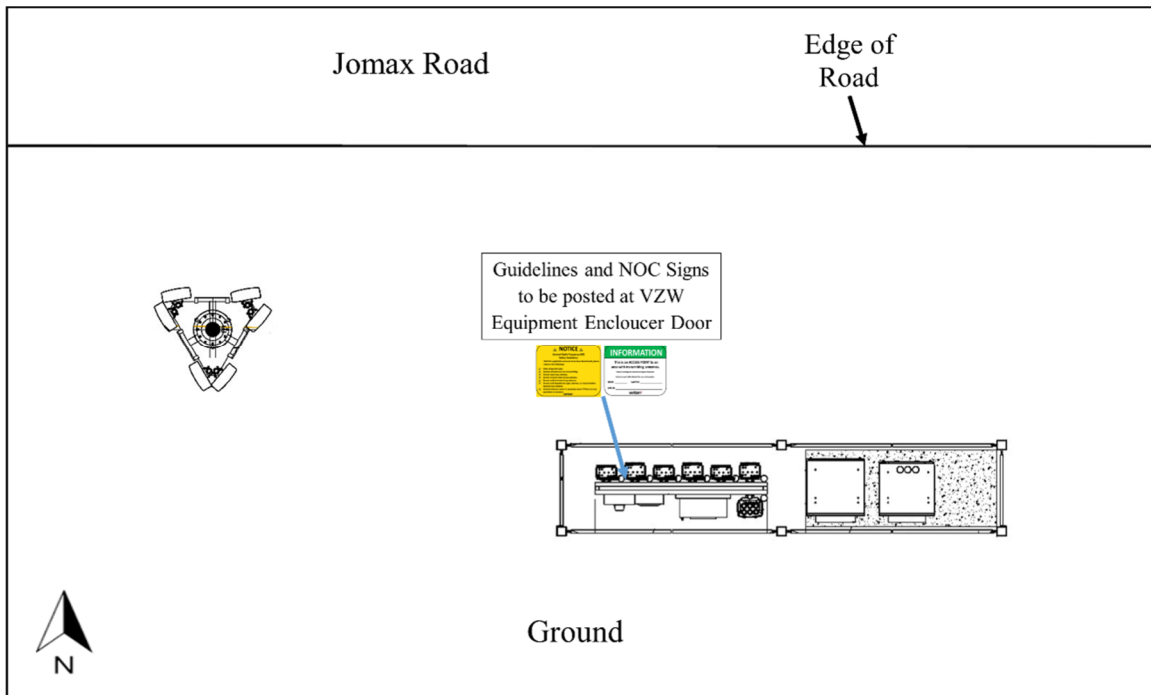 Jomax Road
Edge of
Road
Guidelines and NOC Signs
to be posted at VZW
Equipment Encloucer Door
NOTICE
INFORMATION
Ground
N